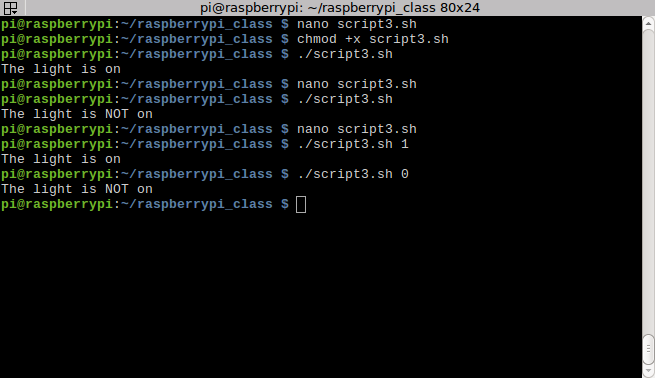 pi@raspberrypi: ~/raspberrypi_class 80x24
pi@raspberrypi:~/raspberrypi_class $ nano script3.sh
pi@raspberrypi:~/raspberrypi_class $ chmod +x script3.sh
pi@raspberrypi:~/raspberrypi_class $ ./script3.sh
The light is on
pi@raspberrypi:~/raspberrypi_class $ nano script3.sh
pi@raspberrypi:~/raspberrypi_class $ ./script3.sh
The light is NOT on
pi@raspberrypi:~/raspberrypi_class $ nano script3.sh
pi@raspberrypi:~/raspberrypi_class $ ./script3.sh 1
The light is on
pi@raspberrypi:~/raspberrypi_class $ ./script3.sh 0
The light is NOT on
pi@raspberrypi:~/raspberrypi_class $